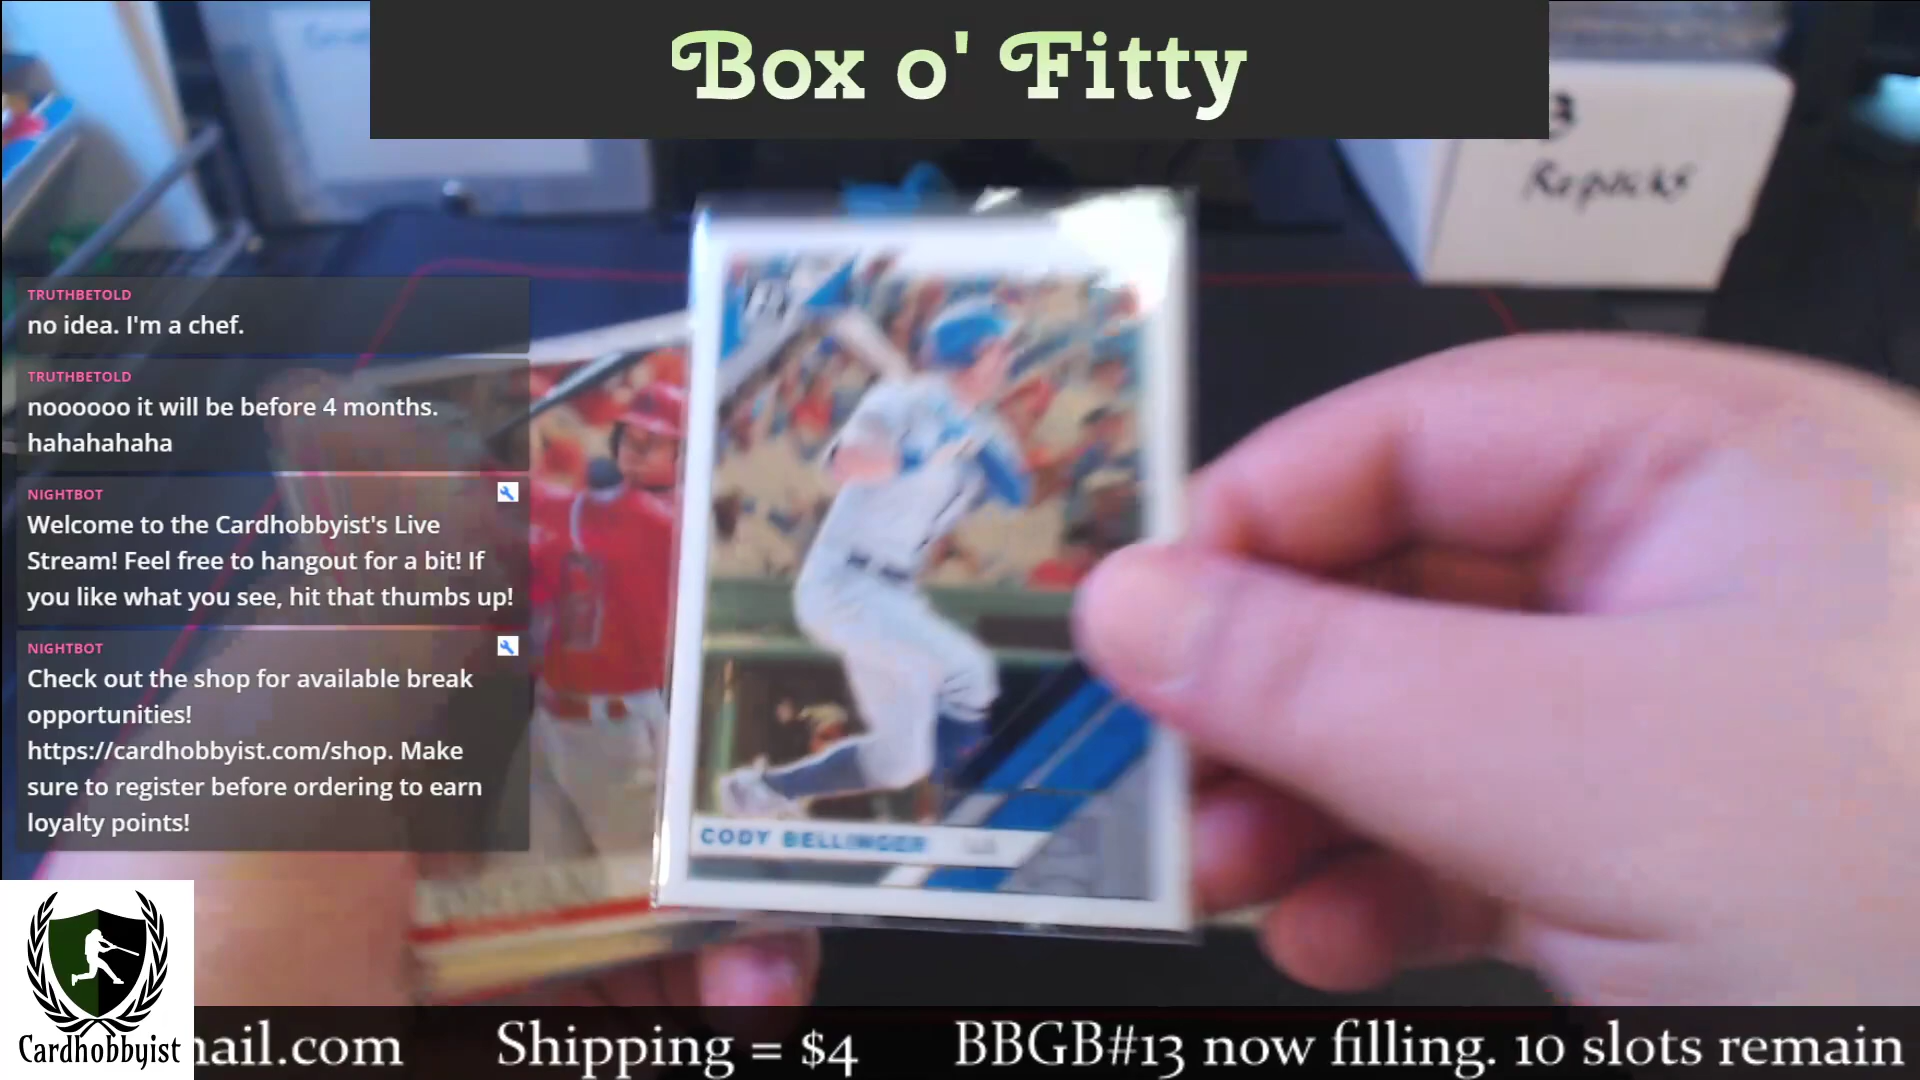 Box o' Fitty
3
Repacks
TRUTHBETOLD
no idea. I'm a chef.
TRUTHBETOLD
noooooo it will be before 4 months.
hahahahaha
NIGHTBOT
Welcome to the Cardhobbyist's Live
Stream! Feel free to hangout for a bit! If
you like what you see, hit that thumbs up!
NIGHTBOT
Check out the shop for available break
opportunities!
https://cardhobbyist.com/shop. Make
sure to register before ordering to earn
loyalty points!
CODY BELLINGER
Cardhobbyist
ail.com Shipping = $4 BBGB#13 now filling. 10 slots remain